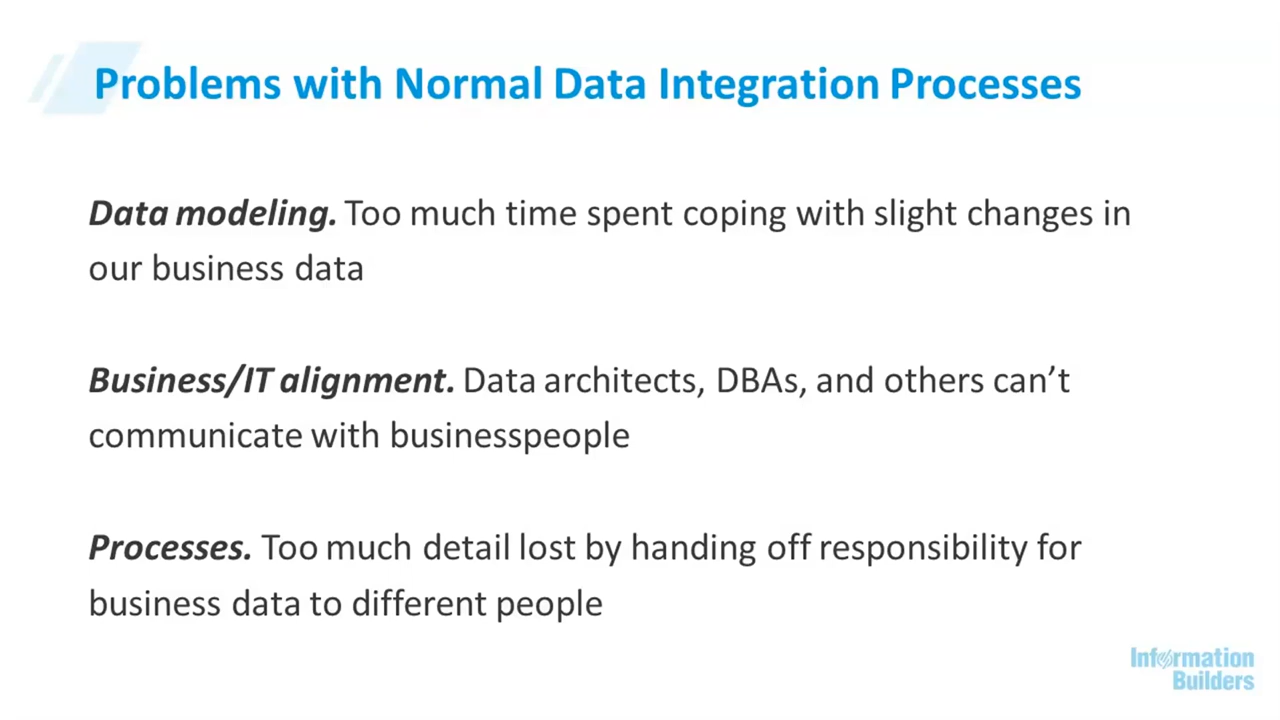 Problems with Normal Data Integration Processes
Data modeling. Too much time spent coping with slight changes in
our business data
Business/IT alignment. Data architects, DBAs, and others can’t
communicate with businesspeople
Processes. Too much detail lost by handing off responsibility for
business data to different people
Information
Builders